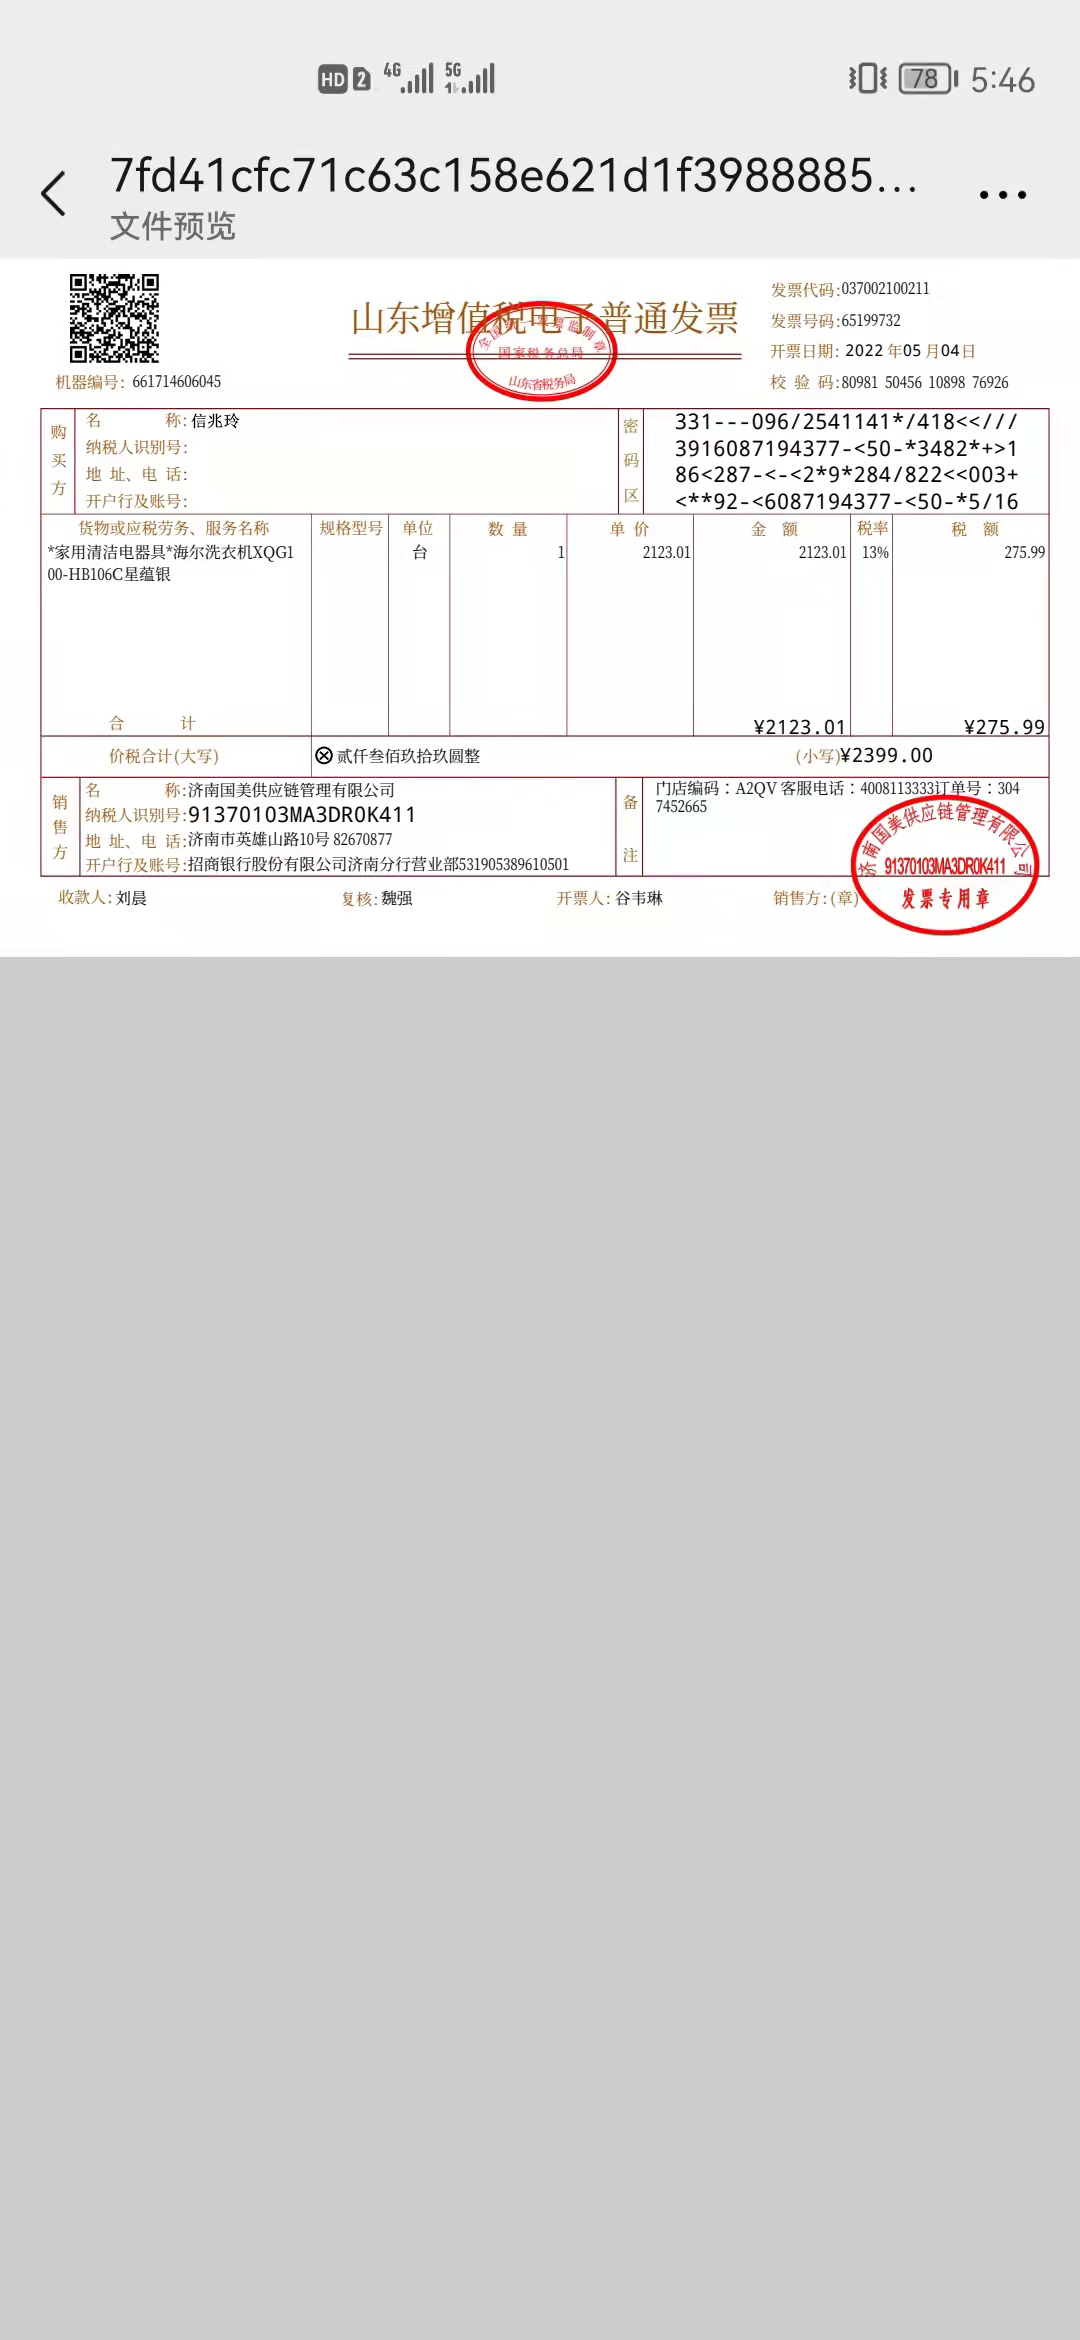 HD 2 4G 5G 78 5:46
7fd41cfc71c63c158e621d1f3988885...
文件预览
山东增值税电子普通发票
全国统一发票监制章
国家税务总局
山东省税务局
发票代码:037002100211
发票号码:65199732
开票日期: 2022 年05 月04日
校 验 码:80981 50456 10898 76926
机器编号: 661714606045
购买方
名 称:信兆玲
纳税人识别号:
地 址、电 话:
开户行及账号:
密码区
331---096/2541141*/418<<///
3916087194377-<50-*3482*+>1
86<287-<-<2*9*284/822<<003+
<**92-<6087194377-<50-*5/16
货物或应税劳务、服务名称 规格型号 单位 数 量 单 价 金 额 税率 税 额
*家用清洁电器具*海尔洗衣机XQG1 台 1 2123.01 2123.01 13% 275.99
00-HB106C星蕴银
合 计 ¥2123.01 ¥275.99
价税合计(大写) ⊗贰仟叁佰玖拾玖圆整 (小写)¥2399.00
销售方
名 称:济南国美供应链管理有限公司
纳税人识别号:91370103MA3DR0K411
地 址、电 话:济南市英雄山路10号 82670877
开户行及账号:招商银行股份有限公司济南分行营业部531905389610501
备注
门店编码：A2QV 客服电话：4008113333订单号：304
7452665
济南国美供应链管理有限公司
91370103MA3DR0K411
发票专用章
收款人: 刘晨 复核: 魏强 开票人: 谷韦琳 销售方: (章)